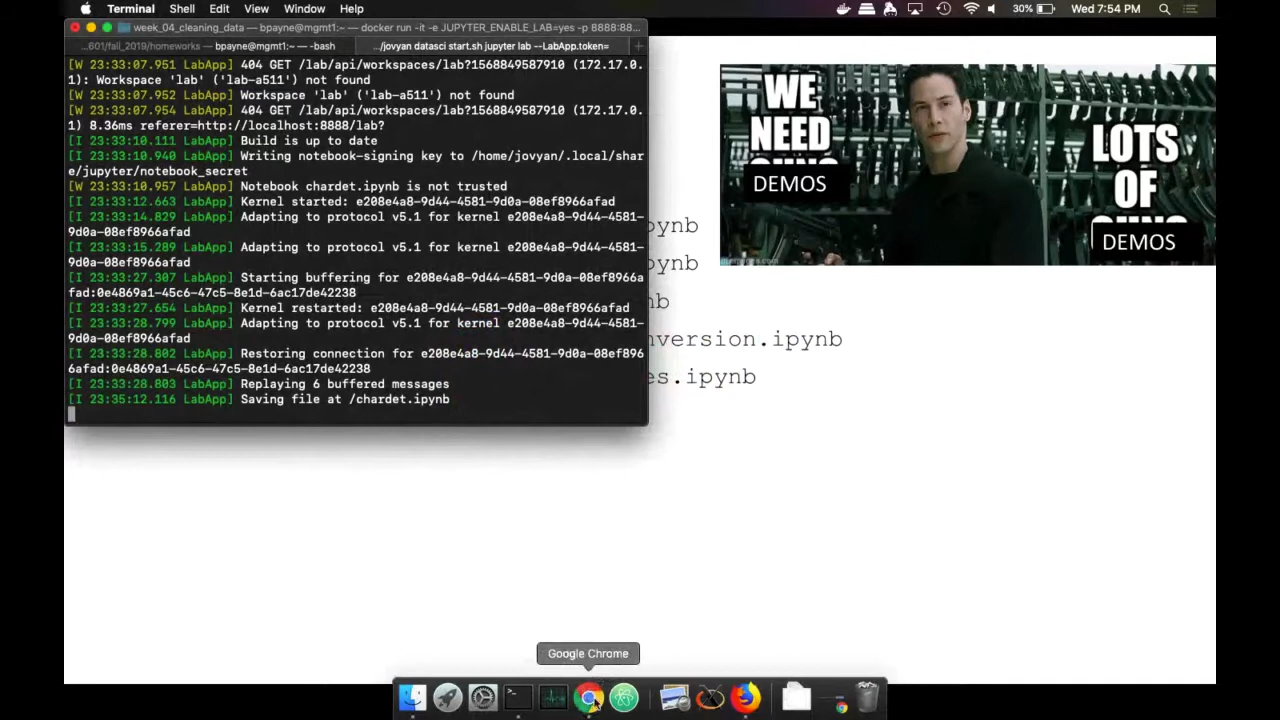 Terminal Shell Edit View Window Help 30% Wed 7:54 PM
week_04_cleaning_data — bpayne@mgmt1:~ — docker run -it -e JUPYTER_ENABLE_LAB=yes -p 8888:88...
...601/fall_2019/homeworks — bpayne@mgmt1:~ — -bash .../jovyan datasci start.sh jupyter lab --LabApp.token=
[W 23:33:07.951 LabApp] 404 GET /lab/api/workspaces/lab?1568849587910 (172.17.0.
1): Workspace 'lab' ('lab-a511') not found
[W 23:33:07.952 LabApp] Workspace 'lab' ('lab-a511') not found
[W 23:33:07.954 LabApp] 404 GET /lab/api/workspaces/lab?1568849587910 (172.17.0.
1) 8.36ms referer=http://localhost:8888/lab?
[I 23:33:10.111 LabApp] Build is up to date
[I 23:33:10.940 LabApp] Writing notebook-signing key to /home/jovyan/.local/shar
e/jupyter/notebook_secret
[W 23:33:10.957 LabApp] Notebook chardet.ipynb is not trusted
[I 23:33:12.663 LabApp] Kernel started: e208e4a8-9d44-4581-9d0a-08ef8966afad
[I 23:33:14.829 LabApp] Adapting to protocol v5.1 for kernel e208e4a8-9d44-4581-
9d0a-08ef8966afad
[I 23:33:15.289 LabApp] Adapting to protocol v5.1 for kernel e208e4a8-9d44-4581-
9d0a-08ef8966afad
[I 23:33:27.307 LabApp] Starting buffering for e208e4a8-9d44-4581-9d0a-08ef8966a
fad:0e4869a1-45c6-47c5-8e1d-6ac17de42238
[I 23:33:27.654 LabApp] Kernel restarted: e208e4a8-9d44-4581-9d0a-08ef8966afad
[I 23:33:28.799 LabApp] Adapting to protocol v5.1 for kernel e208e4a8-9d44-4581-
9d0a-08ef8966afad
[I 23:33:28.802 LabApp] Restoring connection for e208e4a8-9d44-4581-9d0a-08ef896
6afad:0e4869a1-45c6-47c5-8e1d-6ac17de42238
[I 23:33:28.803 LabApp] Replaying 6 buffered messages
[I 23:35:12.116 LabApp] Saving file at /chardet.ipynb
WE
NEED
DEMOS
LOTS
OF
DEMOS
pynb
pynb
nb
nversion.ipynb
es.ipynb
Google Chrome